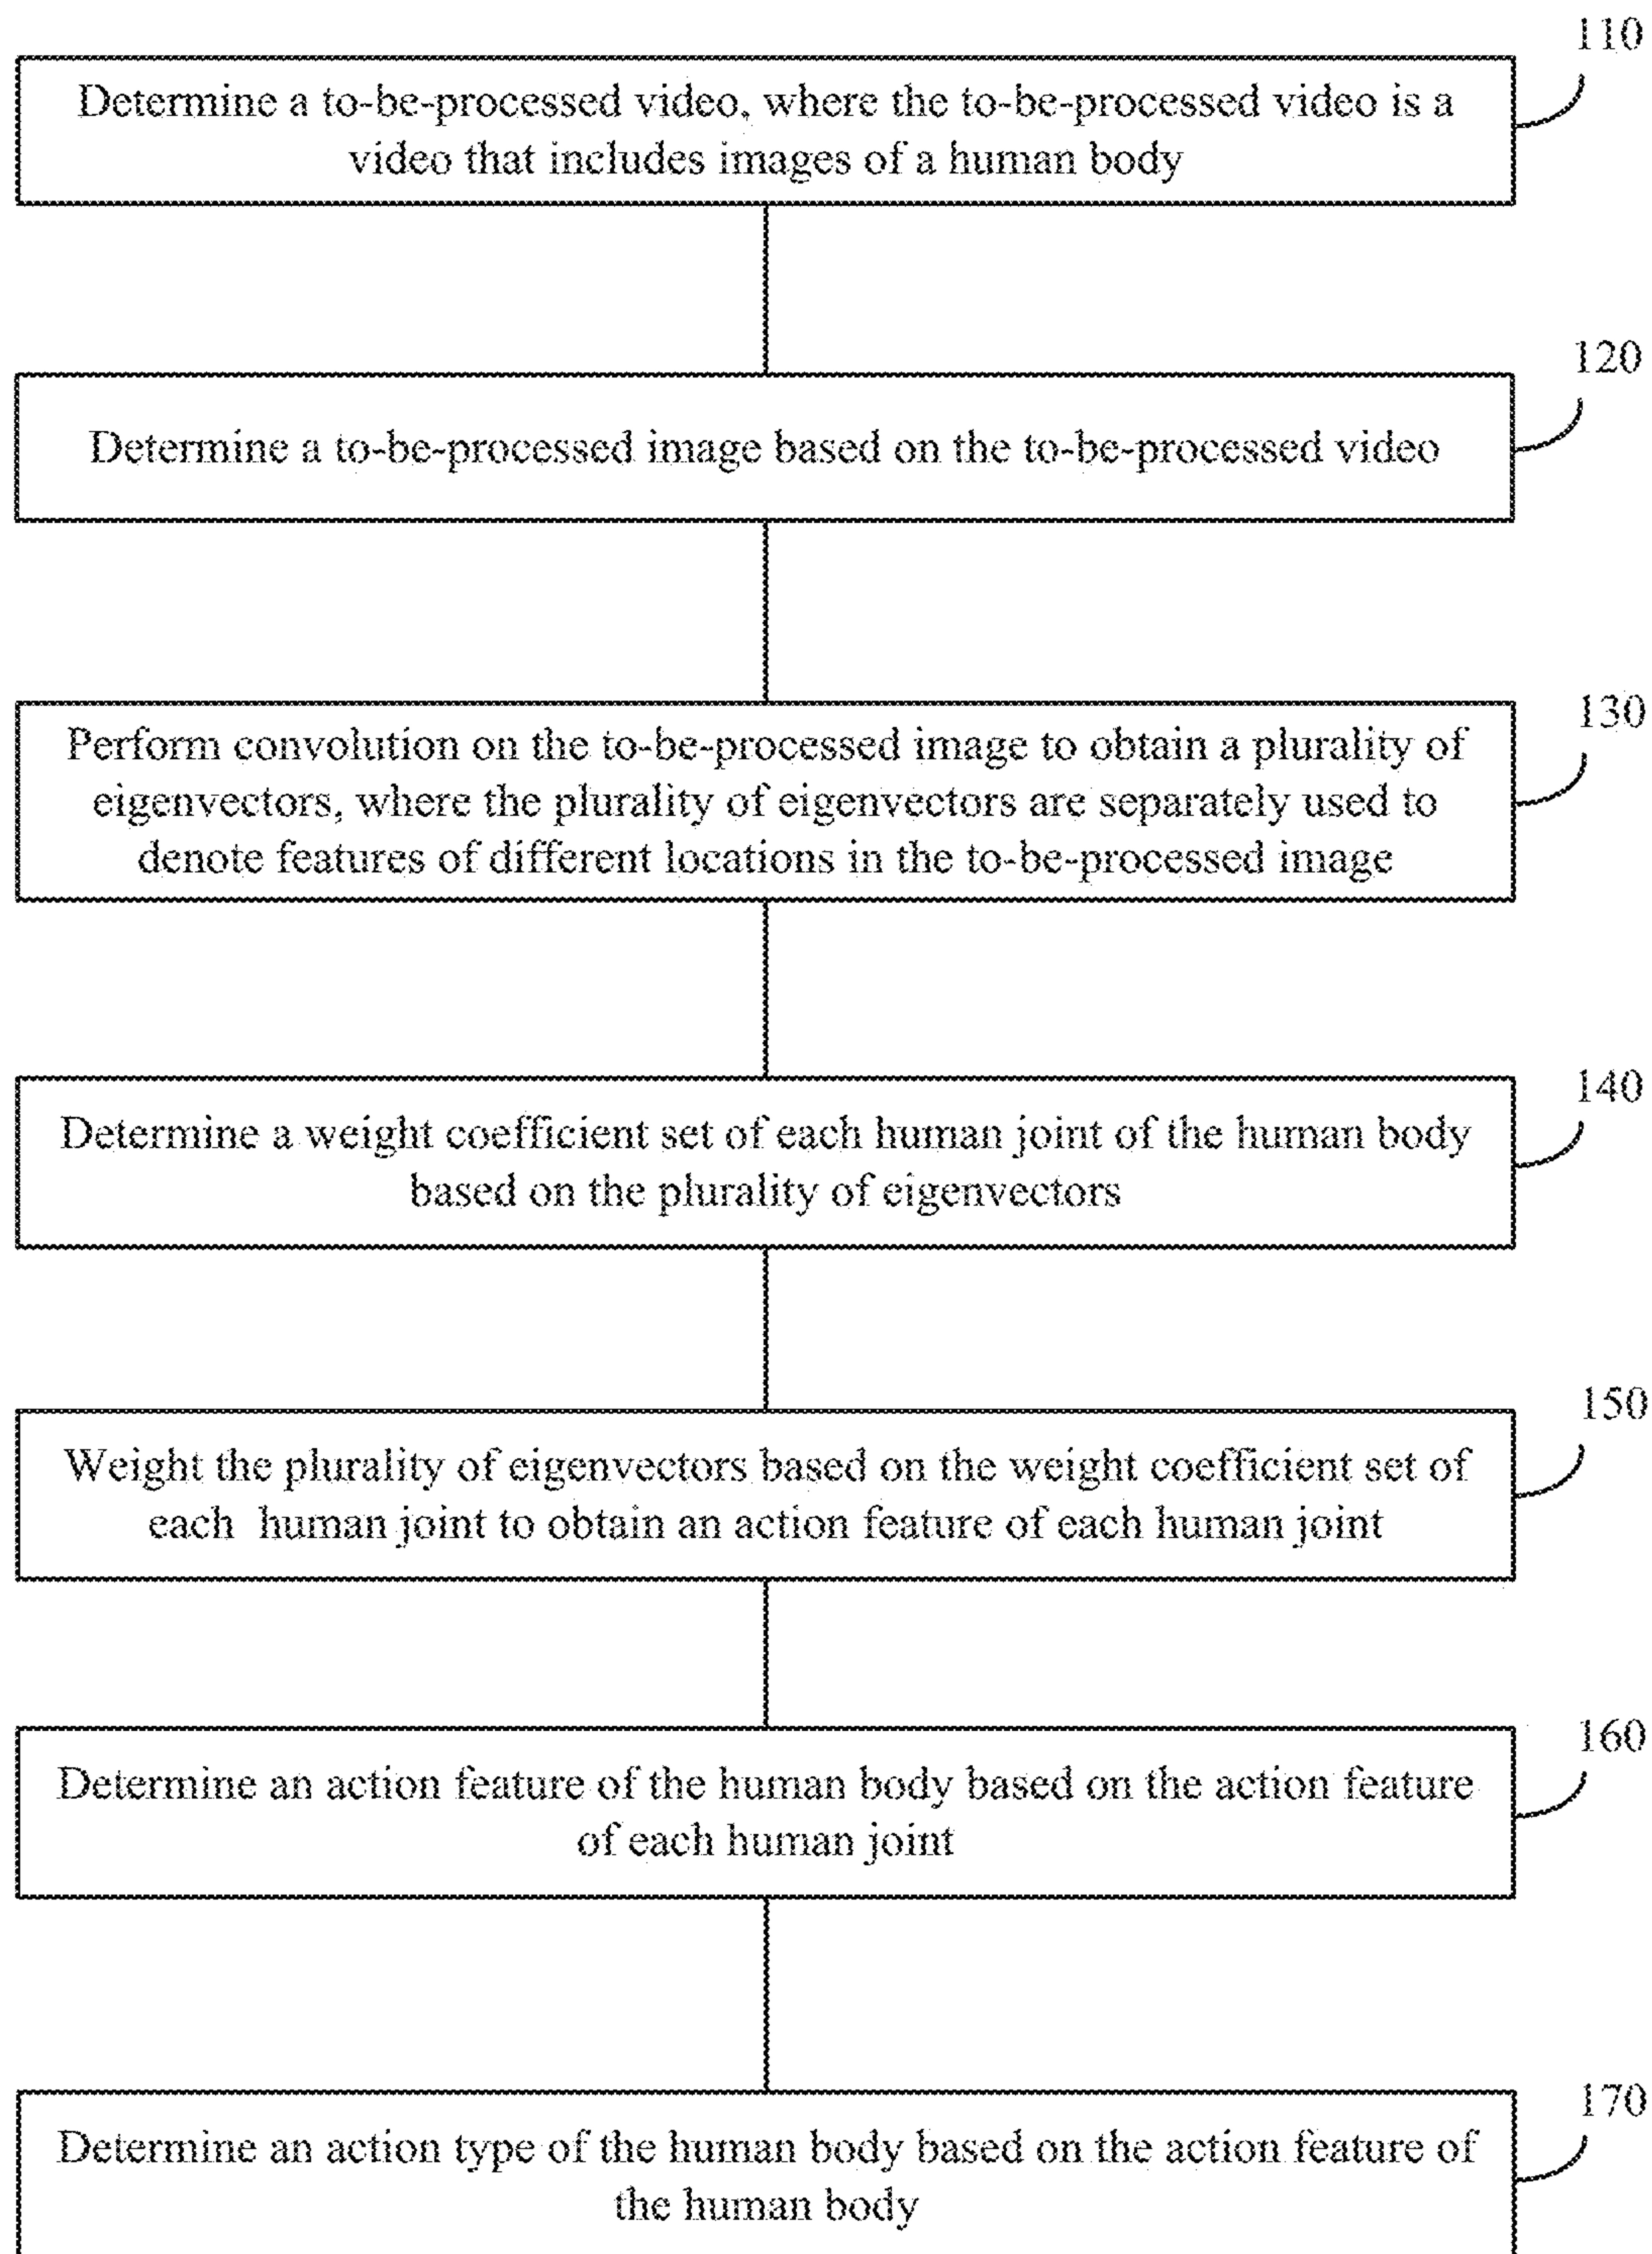 110
Determine a to-be-processed video, where the to-be-processed video is a
video that includes images of a human body
120
Determine a to-be-processed image based on the to-be-processed video
130
Perform convolution on the to-be-processed image to obtain a plurality of
eigenvectors, where the plurality of eigenvectors are separately used to
denote features of different locations in the to-be-processed image
140
Determine a weight coefficient set of each human joint of the human body
based on the plurality of eigenvectors
150
Weight the plurality of eigenvectors based on the weight coefficient set of
each human joint to obtain an action feature of each human joint
160
Determine an action feature of the human body based on the action feature
of each human joint
170
Determine an action type of the human body based on the action feature of
the human body